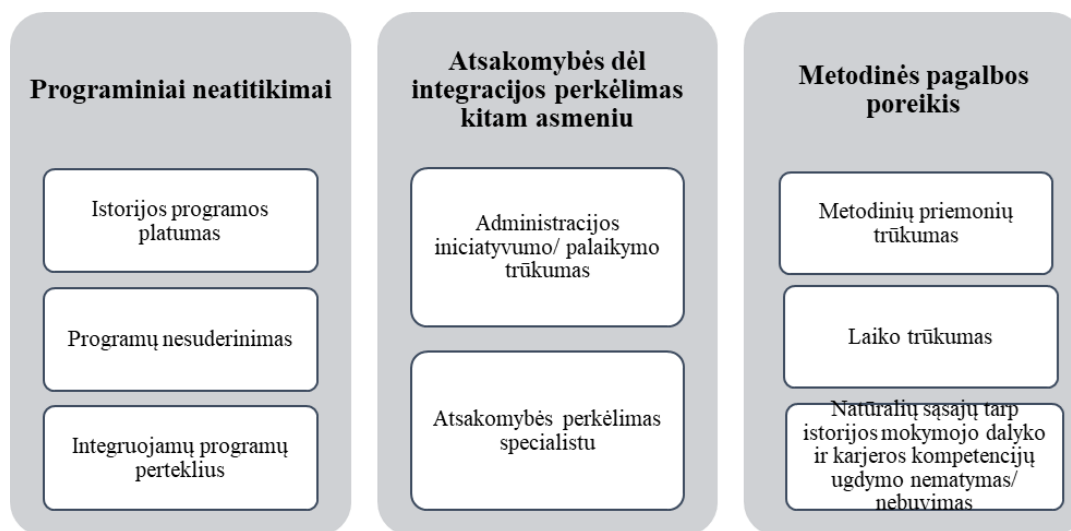 Programiniai neatitikimai
Istorijos programos
platumas
Programų nesuderinimas
Integruojamų programų
perteklius
Atsakomybės dėl
integracijos perkėlimas
kitam asmeniu
Administracijos
iniciatyvumo/ palaikymo
trūkumas
Atsakomybės perkėlimas
specialistu
Metodinės pagalbos
poreikis
Metodinių priemonių
trūkumas
Laiko trūkumas
Natūralių sąsajų tarp
istorijos mokymojo dalyko
ir karjeros kompetencijų
ugdymo nematymas/
nebuvimas